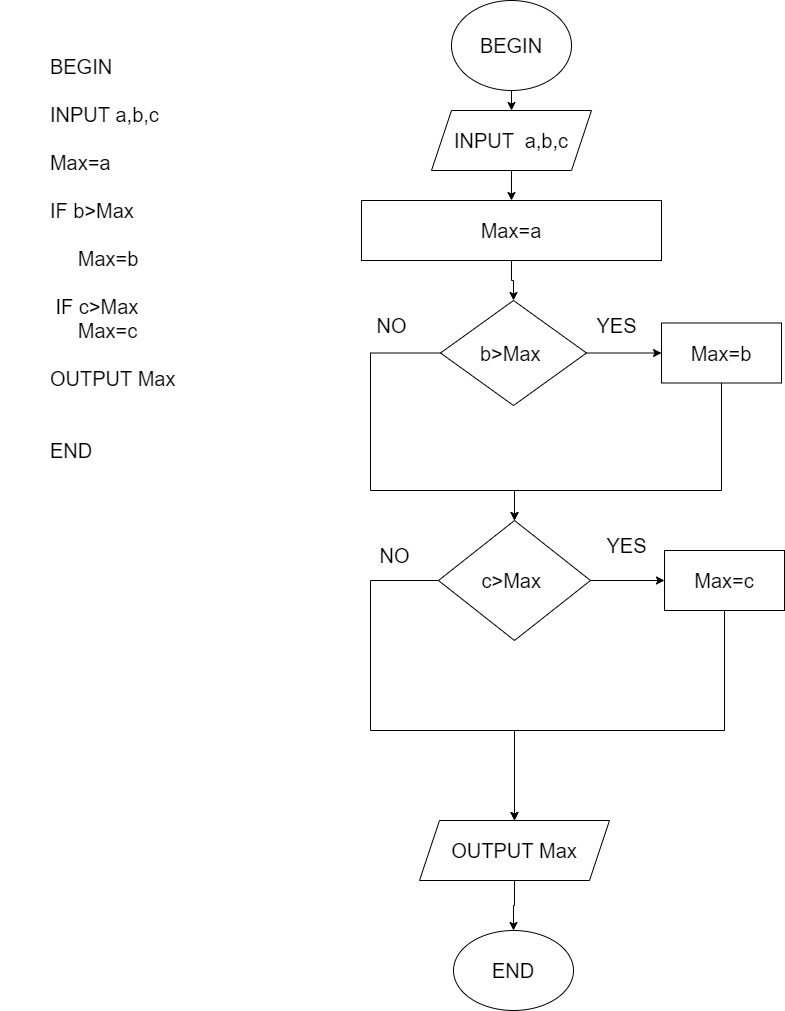 BEGIN
INPUT a,b,c
Max=a
IF b>Max
Max=b
IF c>Max
Max=c
OUTPUT Max
END
BEGIN
INPUT a,b,c
Max=a
NO
YES
b>Max
Max=b
NO
YES
c>Max
Max=c
OUTPUT Max
END